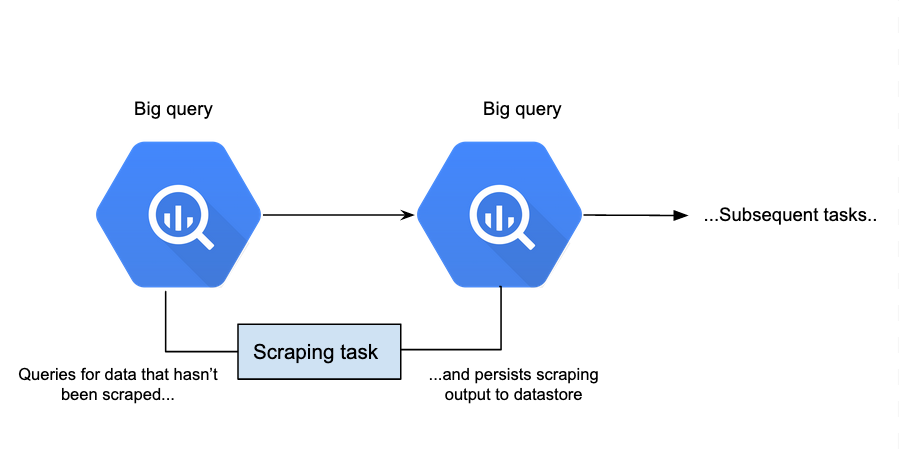 Big query
Big query
...Subsequent tasks..
Scraping task
Queries for data that hasn't
been scraped...
...and persists scraping
output to datastore